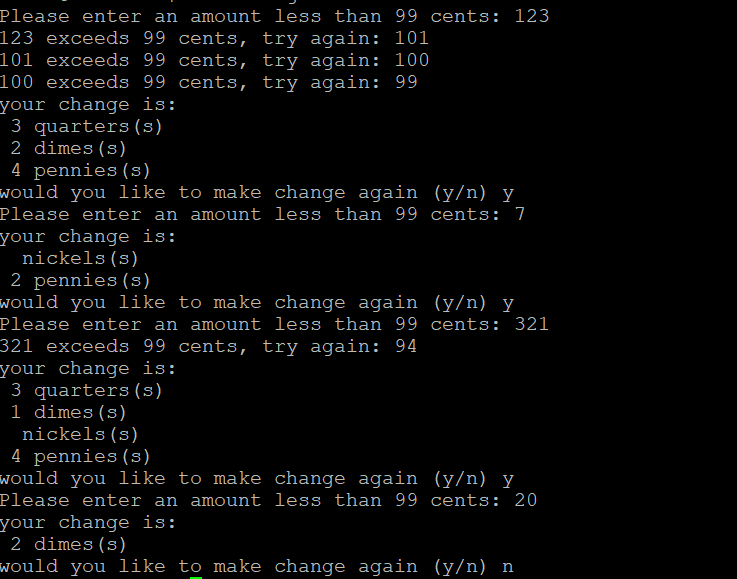 Please enter an amount less than 99 cents: 123
123 exceeds 99 cents, try again: 101
101 exceeds 99 cents, try again: 100
100 exceeds 99 cents, try again: 99
your change is:
 3 quarters(s)
 2 dimes(s)
 4 pennies(s)
would you like to make change again (y/n) y
Please enter an amount less than 99 cents: 7
your change is:
  nickels(s)
 2 pennies(s)
would you like to make change again (y/n) y
Please enter an amount less than 99 cents: 321
321 exceeds 99 cents, try again: 94
your change is:
 3 quarters(s)
 1 dimes(s)
  nickels(s)
 4 pennies(s)
would you like to make change again (y/n) y
Please enter an amount less than 99 cents: 20
your change is:
 2 dimes(s)
would you like to make change again (y/n) n